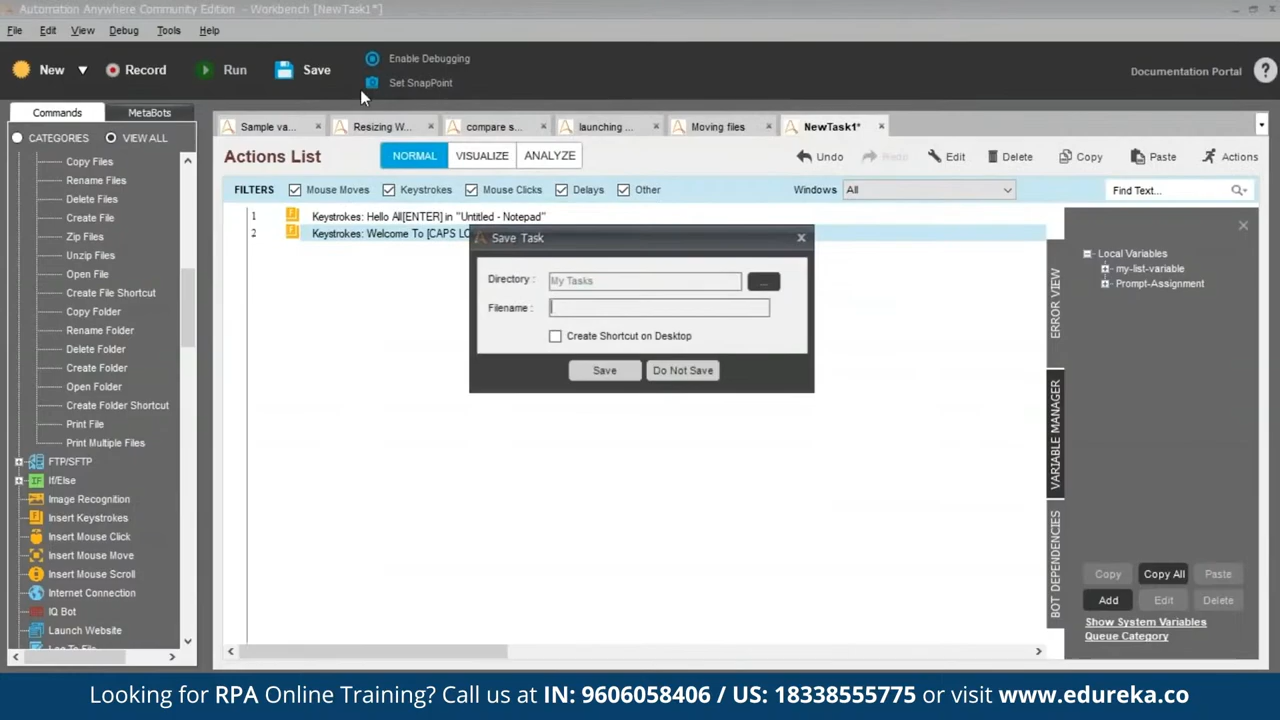 Automation Anywhere Community Edition - Workbench [NewTask1*]
File Edit View Debug Tools Help
New Record Run Save Enable Debugging
Set SnapPoint
Documentation Portal ?
Commands MetaBots
CATEGORIES VIEW ALL
Copy Files
Rename Files
Delete Files
Create File
Zip Files
Unzip Files
Open File
Create File Shortcut
Copy Folder
Rename Folder
Delete Folder
Create Folder
Open Folder
Create Folder Shortcut
Print File
Print Multiple Files
FTP/SFTP
IF If/Else
Image Recognition
Insert Keystrokes
Insert Mouse Click
Insert Mouse Move
Insert Mouse Scroll
Internet Connection
IQ Bot
Launch Website
Log To File
Sample va... Resizing W... compare s... launching ... Moving files NewTask1*
Actions List NORMAL VISUALIZE ANALYZE Undo Redo Edit Delete Copy Paste Actions
FILTERS Mouse Moves Keystrokes Mouse Clicks Delays Other Windows All Find Text...
1 Keystrokes: Hello All[ENTER] in "Untitled - Notepad"
2 Keystrokes: Welcome To [CAPS LO
Save Task
Directory : My Tasks ...
Filename :
Create Shortcut on Desktop
Save Do Not Save
ERROR VIEW
VARIABLE MANAGER
BOT DEPENDENCIES
Local Variables
my-list-variable
Prompt-Assignment
Copy Copy All Paste
Add Edit Delete
Show System Variables
Queue Category
Looking for RPA Online Training? Call us at IN: 9606058406 / US: 18338555775 or visit www.edureka.co